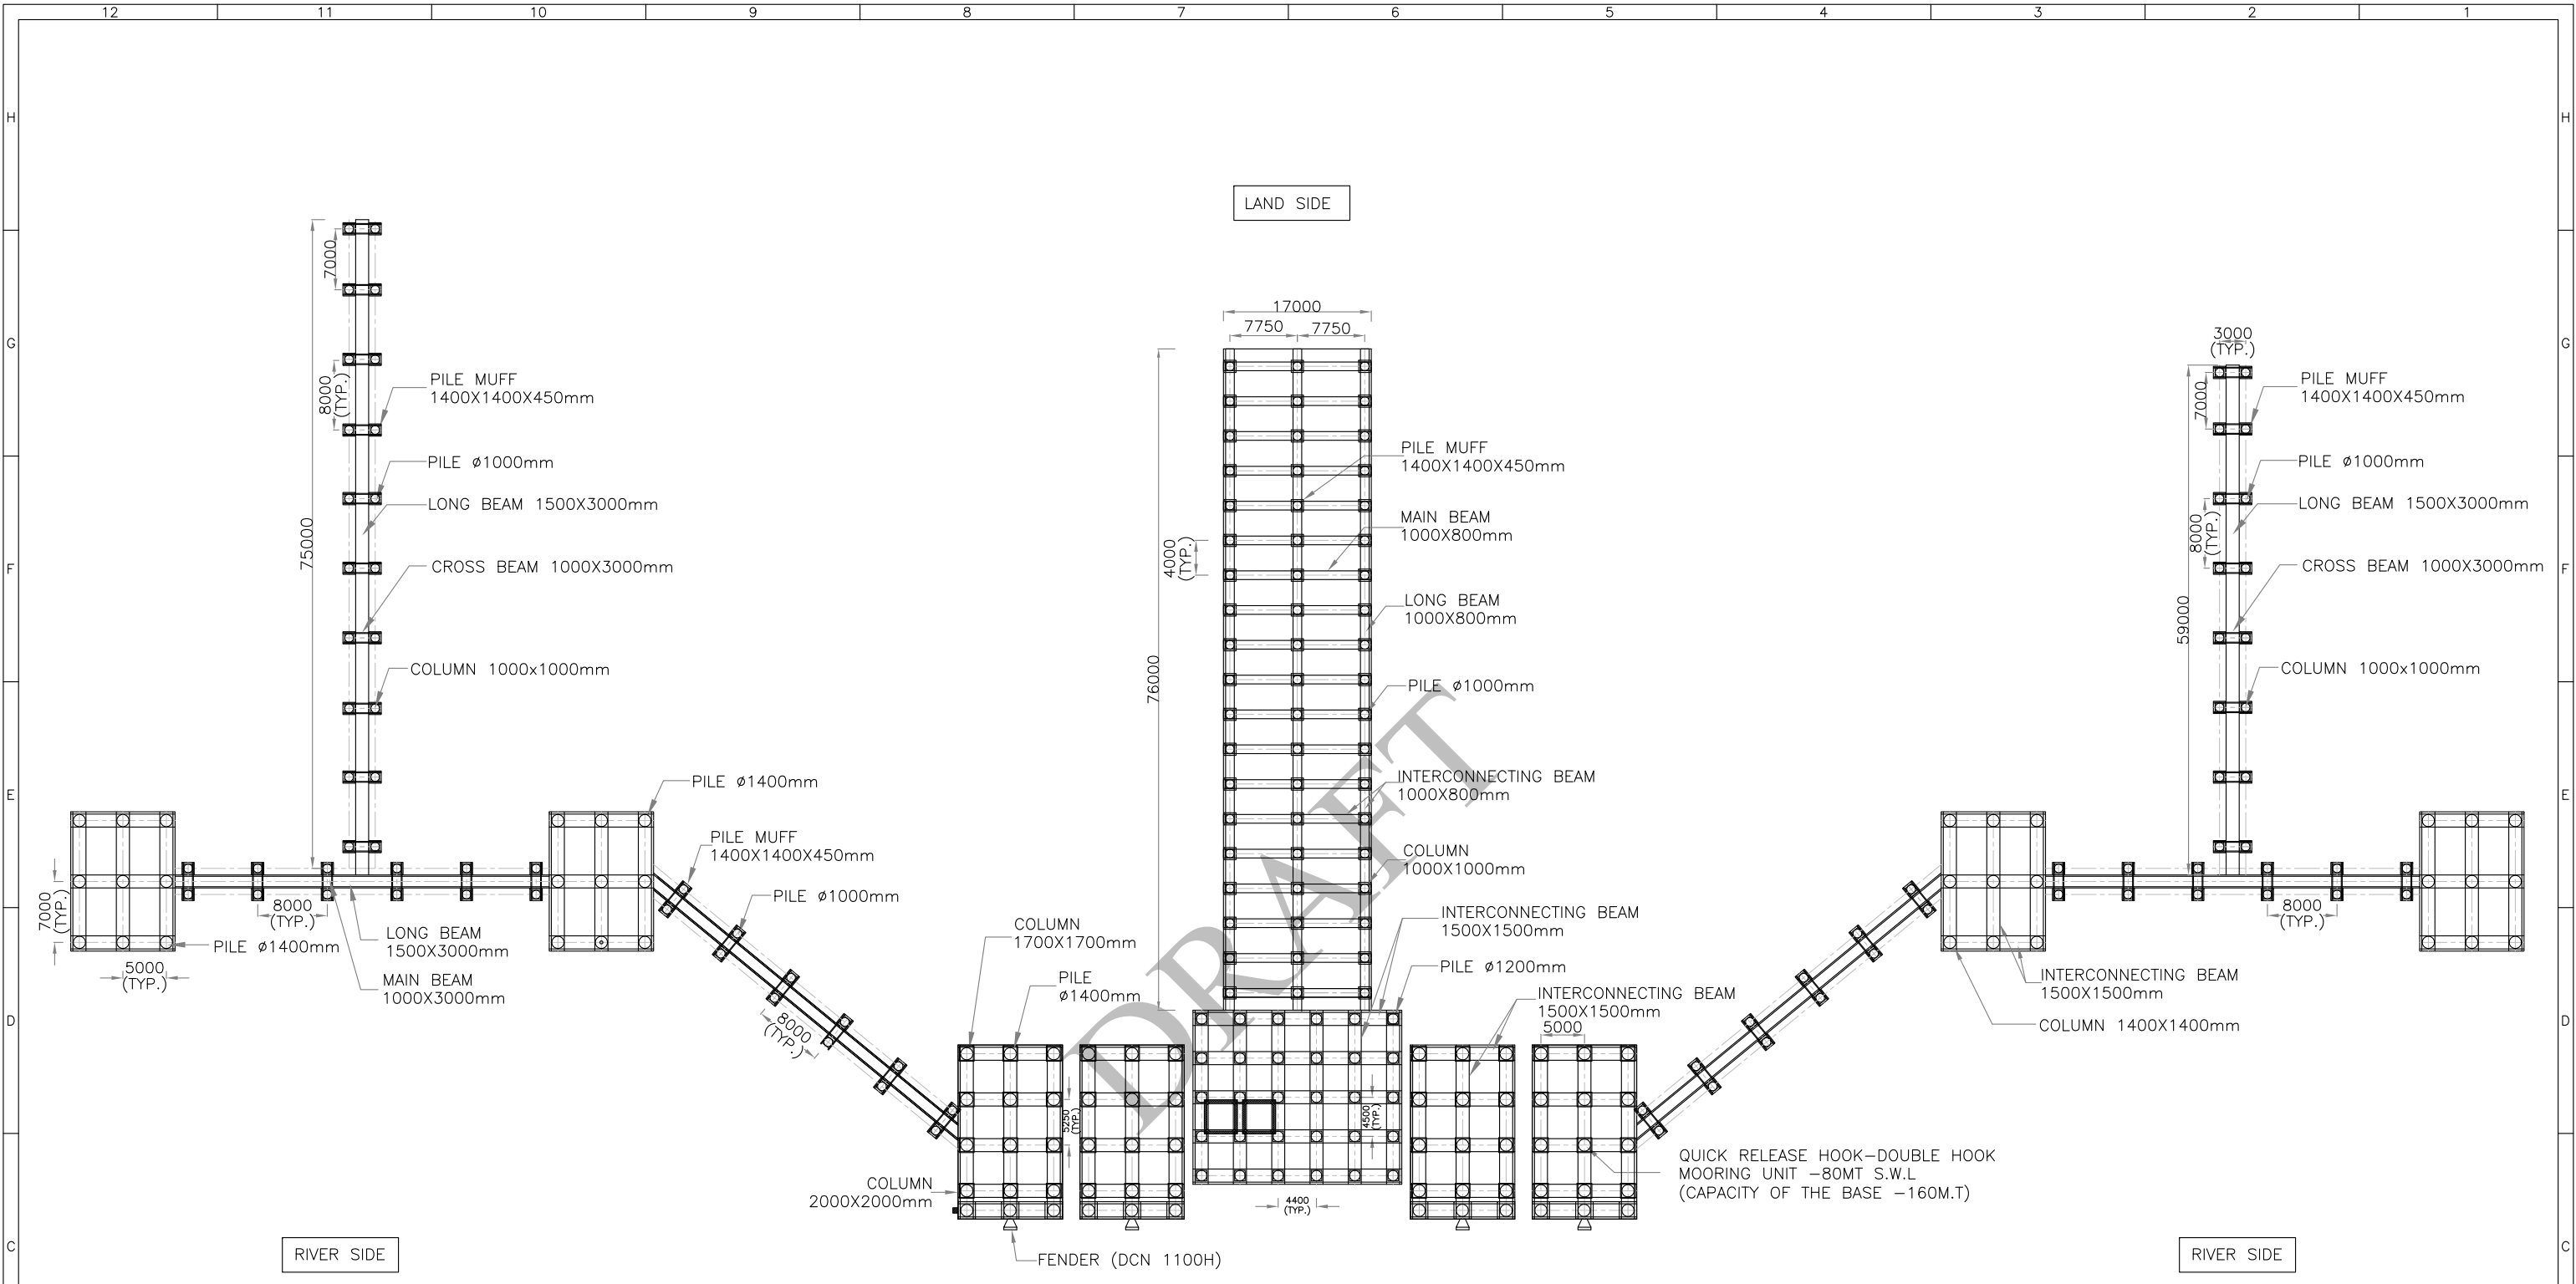 12 11 10 9 8 7 6 5 4 3 2 1
H
H
LAND SIDE
7000
17000
7750 7750
G
3000
(TYP.)
G
8000
(TYP.)
PILE MUFF
1400X1400X450mm
7000
PILE MUFF
1400X1400X450mm
PILE MUFF
1400X1400X450mm
PILE ø1000mm
PILE ø1000mm
LONG BEAM 1500X3000mm
LONG BEAM 1500X3000mm
75000
MAIN BEAM
1000X800mm
4000
(TYP.)
8000
(TYP.)
F
CROSS BEAM 1000X3000mm
CROSS BEAM 1000X3000mm
F
LONG BEAM
1000X800mm
59000
COLUMN 1000x1000mm
COLUMN 1000x1000mm
76000
PILE ø1000mm
E
PILE ø1400mm
INTERCONNECTING BEAM
1000X800mm
E
PILE MUFF
1400X1400X450mm
COLUMN
1000X1000mm
PILE ø1000mm
7000
(TYP.)
8000
(TYP.)
8000
(TYP.)
COLUMN
1700X1700mm
INTERCONNECTING BEAM
1500X1500mm
LONG BEAM
1500X3000mm
PILE ø1400mm
PILE ø1200mm
5000
(TYP.)
MAIN BEAM
1000X3000mm
PILE
ø1400mm
INTERCONNECTING BEAM
1500X1500mm
INTERCONNECTING BEAM
1500X1500mm
D
8000
(TYP.)
5000
COLUMN 1400X1400mm
D
DRAFT
5250
(TYP.)
4500
(TYP.)
COLUMN
2000X2000mm
4400
(TYP.)
QUICK RELEASE HOOK-DOUBLE HOOK
MOORING UNIT -80MT S.W.L
(CAPACITY OF THE BASE -160M.T)
C
RIVER SIDE
FENDER (DCN 1100H)
RIVER SIDE
C